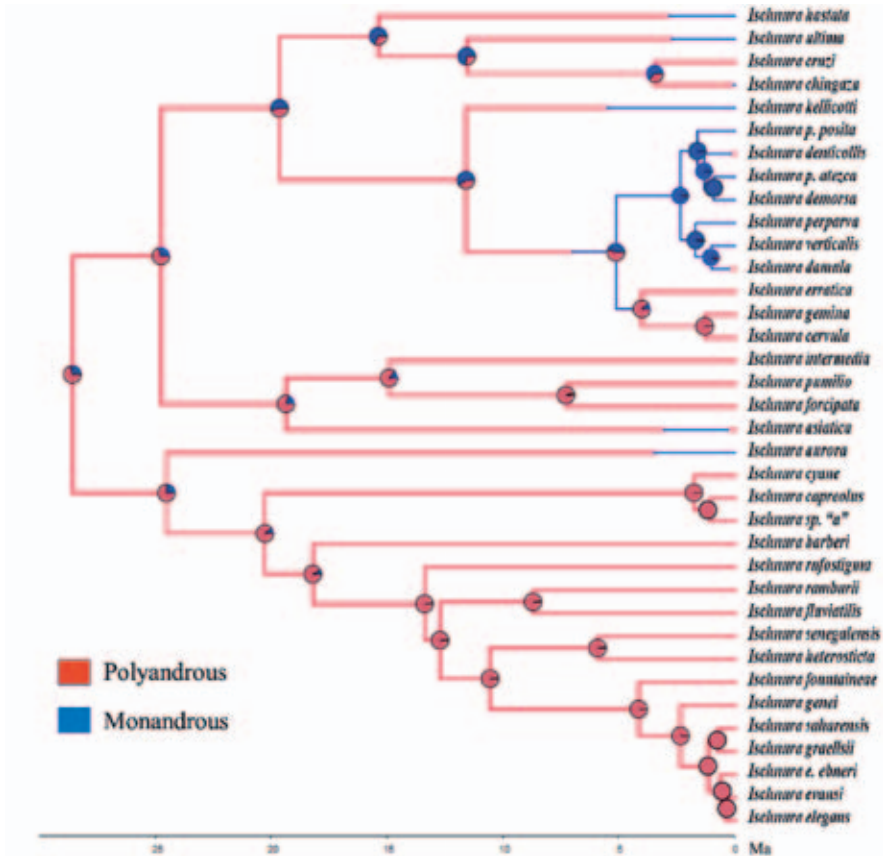 Ischnura hastata
Ischnura ultima
Ischnura cruzi
Ischnura chingaza
Ischnura kellicotti
Ischnura p. posita
Ischnura denticollis
Ischnura p. atezca
Ischnura demorsa
Ischnura perparva
Ischnura verticalis
Ischnura damula
Ischnura erratica
Ischnura gemina
Ischnura cervula
Ischnura intermedia
Ischnura pumilio
Ischnura forcipata
Ischnura asiatica
Ischnura aurora
Ischnura cyane
Ischnura capreolus
Ischnura sp. "a"
Ischnura barberi
Ischnura rufostigma
Ischnura ramburii
Ischnura fluviatilis
Ischnura senegalensis
Ischnura heterosticta
Ischnura fountaineae
Ischnura genei
Ischnura saharensis
Ischnura graellsii
Ischnura e. ebneri
Ischnura evansi
Ischnura elegans
Polyandrous
Monandrous
25 20 15 10 5 0 Ma